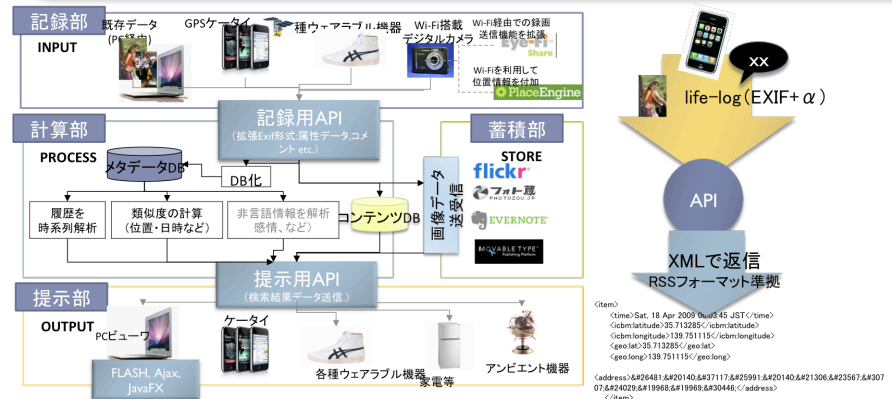 記録部
INPUT
既存データ
(PC経由)
GPSケータイ
種ウェアラブル機器
Wi-Fi搭載
デジタルカメラ
Wi-Fi経由での録画
送信機能を拡張
Eye-Fi
Share
Wi-Fiを利用して
位置情報を付加
PlaceEngine
記録用API
(拡張Exif形式:属性データ,コメ
ント etc.)
計算部
PROCESS
メタデータDB
DB化
履歴を
時系列解析
類似度の計算
(位置・日時など)
非言語情報を解析
感情、など)
コンテンツDB
画像データ
送受信
蓄積部
STORE
flickr
フォト蔵
PHOTOZOU.JP
EVERNOTE
MOVABLE TYPE
Publishing Platform
提示用API
(検索結果データ送信.)
提示部
OUTPUT
PCビューワ
FLASH, Ajax,
JavaFX
ケータイ
各種ウェアラブル機器
家電等
アンビエント機器
xx
life-log(EXIF+α)
API
XMLで返信
RSSフォーマット準拠
<item>
<time>Sat, 18 Apr 2009 00:03:45 JST</time>
<icbm:latitude>35.713285</icbm:latitude>
<icbm:longitude>139.751115</icbm:longitude>
<geo:lat>35.713285</geo:lat>
<geo:long>139.751115</geo:long>
<address>&#26481;&#20140;&#37117;&#25991;&#20140;&#21306;&#23567;&#307
07;&#24029;&#19968;&#19969;&#30446;</address>
</item>